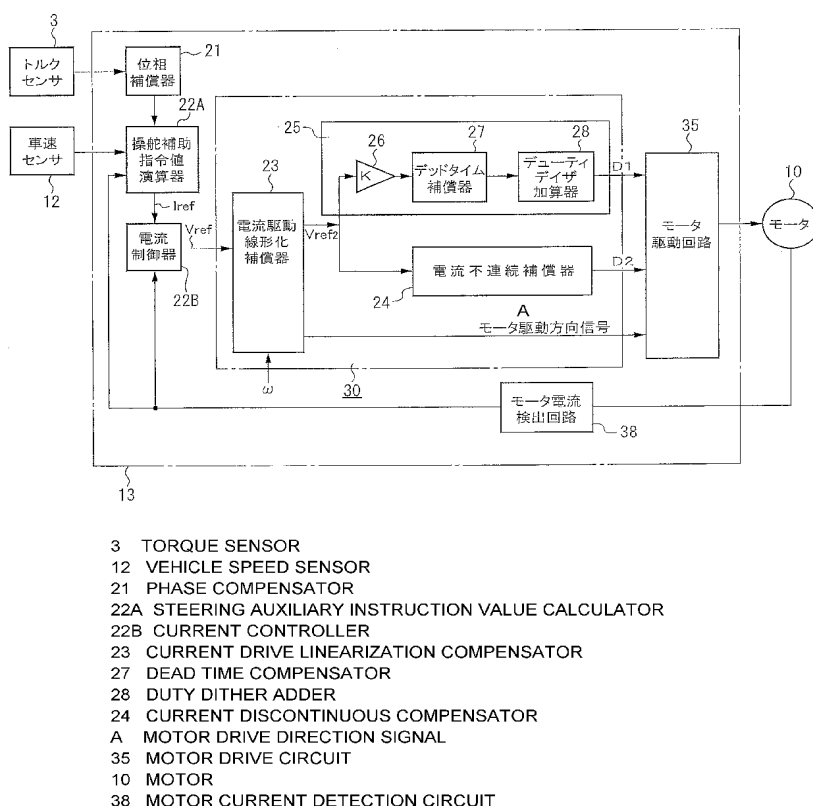 3
トルク
センサ
21
位相
補償器
22A
車速
センサ
12
操舵補助
指令値
演算器
Iref
電流
制御器
22B
Vref
23
電流駆動
線形化
補償器
Vref2
ω
25
26
K
27
デッドタイム
補償器
28
デューティ
デイザ
加算器
D1
24
電流不連続補償器
D2
A
モータ駆動方向信号
30
35
モータ
駆動回路
10
モータ
モータ電流
検出回路
38
13
3 TORQUE SENSOR
12 VEHICLE SPEED SENSOR
21 PHASE COMPENSATOR
22A STEERING AUXILIARY INSTRUCTION VALUE CALCULATOR
22B CURRENT CONTROLLER
23 CURRENT DRIVE LINEARIZATION COMPENSATOR
27 DEAD TIME COMPENSATOR
28 DUTY DITHER ADDER
24 CURRENT DISCONTINUOUS COMPENSATOR
A MOTOR DRIVE DIRECTION SIGNAL
35 MOTOR DRIVE CIRCUIT
10 MOTOR
38 MOTOR CURRENT DETECTION CIRCUIT